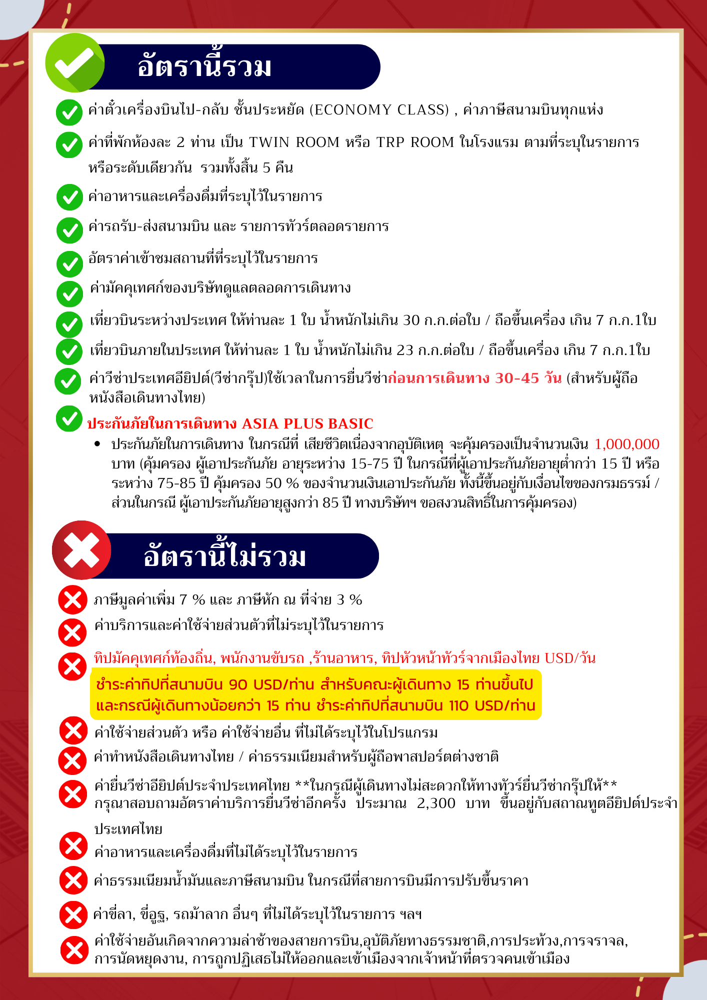 อัตรานี้รวม
ค่าตั๋วเครื่องบินไป-กลับ ชั้นประหยัด (ECONOMY CLASS) , ค่าภาษีสนามบินทุกแห่ง
ค่าที่พักห้องละ 2 ท่าน เป็น TWIN ROOM หรือ TRP ROOM ในโรงแรม ตามที่ระบุในรายการ
หรือระดับเดียวกัน รวมทั้งสิ้น 5 คืน
ค่าอาหารและเครื่องดื่มที่ระบุไว้ในรายการ
ค่ารถรับ-ส่งสนามบิน และ รายการทัวร์ตลอดรายการ
อัตราค่าเข้าชมสถานที่ที่ระบุไว้ในรายการ
ค่ามัคคุเทศก์ของบริษัทดูแลตลอดการเดินทาง
เที่ยวบินระหว่างประเทศ ให้ท่านละ 1 ใบ น้ำหนักไม่เกิน 30 ก.ก.ต่อใบ / ถือขึ้นเครื่อง เกิน 7 ก.ก.1ใบ
เที่ยวบินภายในประเทศ ให้ท่านละ 1 ใบ น้ำหนักไม่เกิน 23 ก.ก.ต่อใบ / ถือขึ้นเครื่อง เกิน 7 ก.ก.1ใบ
ค่าวีซ่าประเทศอียิปต์(วีซ่ากรุ๊ป)ใช้เวลาในการยื่นวีซ่าก่อนการเดินทาง 30-45 วัน (สำหรับผู้ถือ
หนังสือเดินทางไทย)
ประกันภัยในการเดินทาง ASIA PLUS BASIC
• ประกันภัยในการเดินทาง ในกรณีที่ เสียชีวิตเนื่องจากอุบัติเหตุ จะคุ้มครองเป็นจำนวนเงิน 1,000,000
บาท (คุ้มครอง ผู้เอาประกันภัย อายุระหว่าง 15-75 ปี ในกรณีที่ผู้เอาประกันภัยอายุต่ำกว่า 15 ปี หรือ
ระหว่าง 75-85 ปี คุ้มครอง 50 % ของจำนวนเงินเอาประกันภัย ทั้งนี้ขึ้นอยู่กับเงื่อนไขของกรมธรรม์ /
ส่วนในกรณี ผู้เอาประกันภัยอายุสูงกว่า 85 ปี ทางบริษัทฯ ขอสงวนสิทธิ์ในการคุ้มครอง)
อัตรานี้ไม่รวม
ภาษีมูลค่าเพิ่ม 7 % และ ภาษีหัก ณ ที่จ่าย 3 %
ค่าบริการและค่าใช้จ่ายส่วนตัวที่ไม่ระบุไว้ในรายการ
ทิปมัคคุเทศก์ท้องถิ่น, พนักงานขับรถ ,ร้านอาหาร, ทิปหัวหน้าทัวร์จากเมืองไทย USD/วัน
ชำระค่าทิปที่สนามบิน 90 USD/ท่าน สำหรับคณะผู้เดินทาง 15 ท่านขึ้นไป
และกรณีผู้เดินทางน้อยกว่า 15 ท่าน ชำระค่าทิปที่สนามบิน 110 USD/ท่าน
ค่าใช้จ่ายส่วนตัว หรือ ค่าใช้จ่ายอื่น ที่ไม่ได้ระบุไว้ในโปรแกรม
ค่าทำหนังสือเดินทางไทย / ค่าธรรมเนียมสำหรับผู้ถือพาสปอร์ตต่างชาติ
ค่ายื่นวีซ่าอียิปต์ประจำประเทศไทย **ในกรณีผู้เดินทางไม่สะดวกให้ทางทัวร์ยื่นวีซ่ากรุ๊ปให้**
กรุณาสอบถามอัตราค่าบริการยื่นวีซ่าอีกครั้ง ประมาณ 2,300 บาท ขึ้นอยู่กับสถาณทูตอียิปต์ประจำ
ประเทศไทย
ค่าอาหารและเครื่องดื่มที่ไม่ได้ระบุไว้ในรายการ
ค่าธรรมเนียมน้ำมันและภาษีสนามบิน ในกรณีที่สายการบินมีการปรับขึ้นราคา
ค่าขี่ลา, ขี่อูฐ, รถม้าลาก อื่นๆ ที่ไม่ได้ระบุไว้ในรายการ ฯลฯ
ค่าใช้จ่ายอันเกิดจากความล่าช้าของสายการบิน,อุบัติภัยทางธรรมชาติ,การประท้วง,การจราจล,
การนัดหยุดงาน, การถูกปฏิเสธไม่ให้ออกและเข้าเมืองจากเจ้าหน้าที่ตรวจคนเข้าเมือง